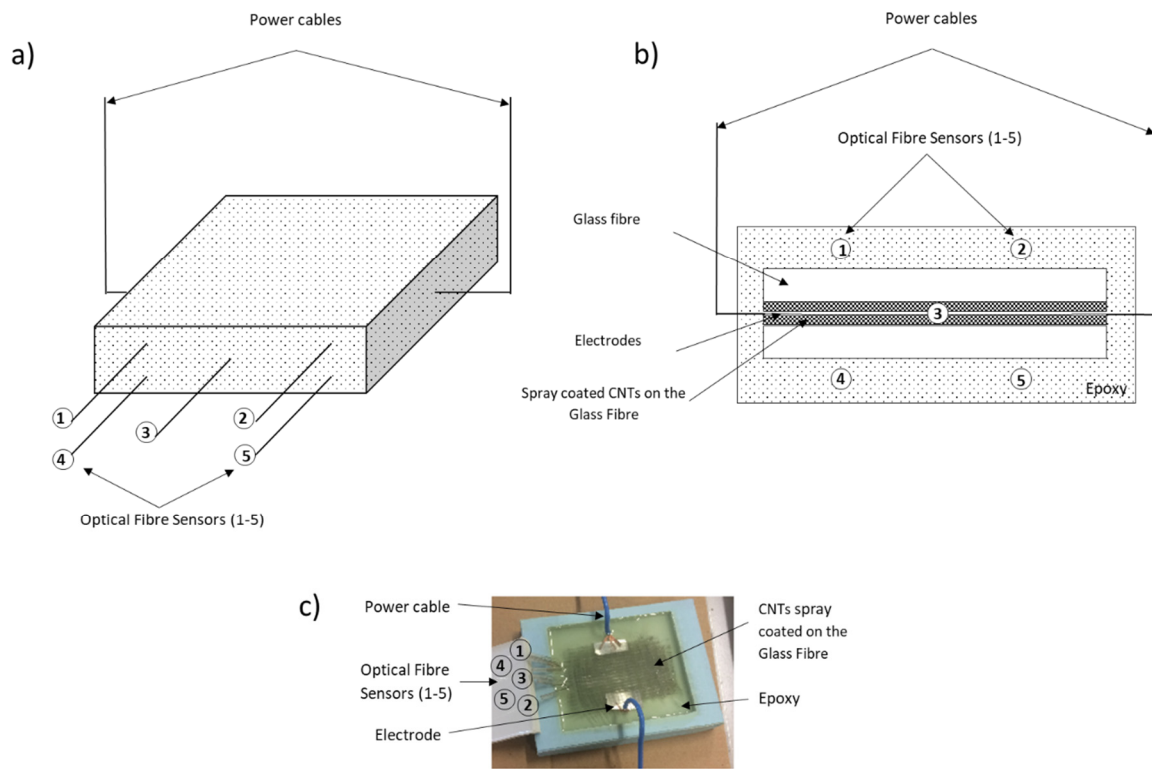 a)
Power cables
1
4
3
2
5
Optical Fibre Sensors (1-5)
b)
Power cables
Optical Fibre Sensors (1-5)
Glass fibre
1
2
Electrodes
3
Spray coated CNTs on the
Glass Fibre
4
5
Epoxy
c)
Power cable
Optical Fibre
Sensors (1-5)
Electrode
1
4
3
5
2
CNTs spray
coated on the
Glass Fibre
Epoxy